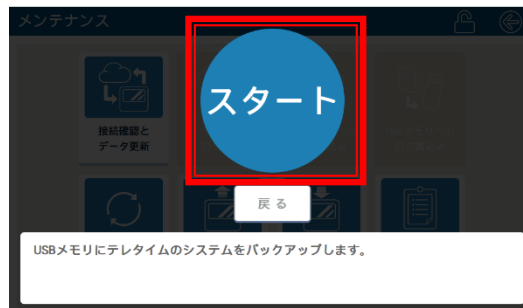 メンテナンス
スタート
接続確認と
データ更新
戻る
USBメモリにテレタイムのシステムをバックアップします。